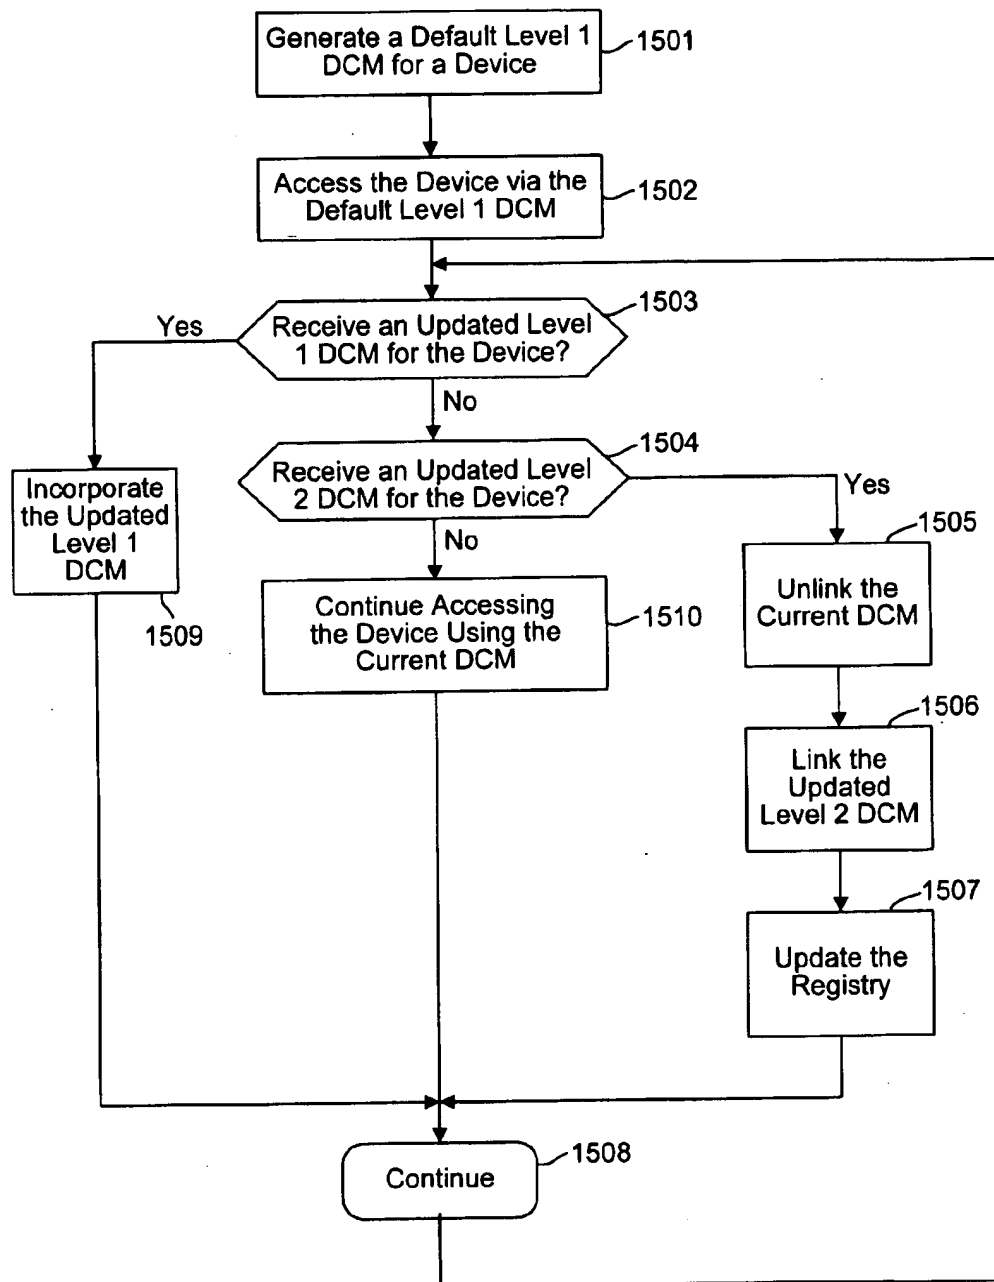 Generate a Default Level 1
DCM for a Device
1501
Access the Device via the
Default Level 1 DCM
1502
1503
Yes
Receive an Updated Level
1 DCM for the Device?
No
1504
Receive an Updated Level
2 DCM for the Device?
Yes
Incorporate
the Updated
Level 1
DCM
1509
No
1505
Unlink the
Current DCM
Continue Accessing
the Device Using the
Current DCM
1510
1506
Link the
Updated
Level 2 DCM
1507
Update the
Registry
1508
Continue